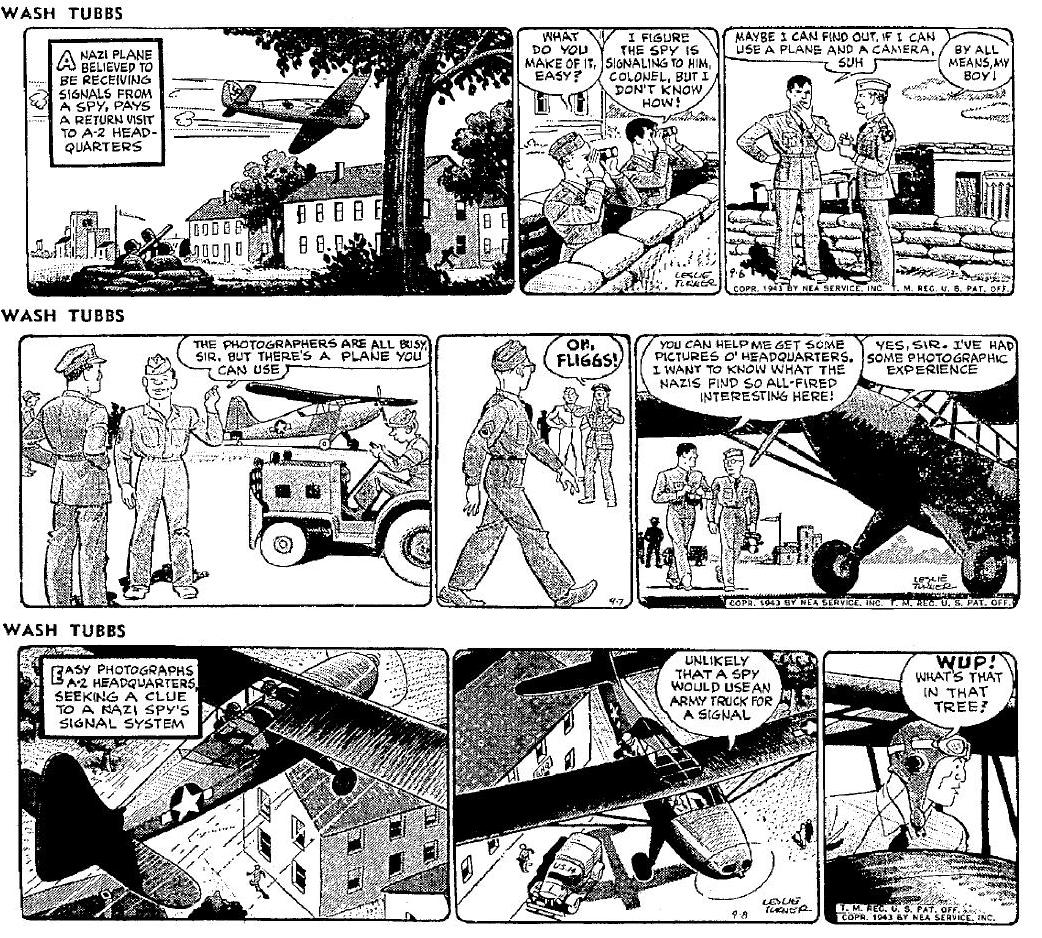 WASH TUBBS
A NAZI PLANE
BELIEVED TO
BE RECEIVING
SIGNALS FROM
A SPY, PAYS
A RETURN VISIT
TO A-2 HEAD-
QUARTERS
WHAT
DO YOU
MAKE OF IT,
EASY?
I FIGURE
THE SPY IS
SIGNALING TO HIM,
COLONEL, BUT I
DON'T KNOW
HOW!
LESLIE
TURNER
MAYBE I CAN FIND OUT, IF I CAN
USE A PLANE AND A CAMERA,
SUH
BY ALL
MEANS, MY
BOY!
9-6
COPR. 1943 BY NEA SERVICE, INC. T. M. REC. U. S. PAT. OFF.
WASH TUBBS
THE PHOTOGRAPHERS ARE ALL BUSY,
SIR. BUT THERE'S A PLANE YOU
CAN USE
OH,
FLIGGS!
9-7
YOU CAN HELP ME GET SOME
PICTURES O' HEADQUARTERS.
I WANT TO KNOW WHAT THE
NAZIS FIND SO ALL-FIRED
INTERESTING HERE!
YES, SIR. I'VE HAD
SOME PHOTOGRAPHIC
EXPERIENCE
LESLIE
TURNER
COPR. 1943 BY NEA SERVICE, INC. T. M. REC. U. S. PAT. OFF.
WASH TUBBS
EASY PHOTOGRAPHS
A-2 HEADQUARTERS,
SEEKING A CLUE
TO A NAZI SPY'S
SIGNAL SYSTEM
UNLIKELY
THAT A SPY
WOULD USE AN
ARMY TRUCK FOR
A SIGNAL
9-8
LESLIE
TURNER
WUP!
WHAT'S THAT
IN THAT
TREE?
T. M. REC. U. S. PAT. OFF.
COPR. 1943 BY NEA SERVICE, INC.